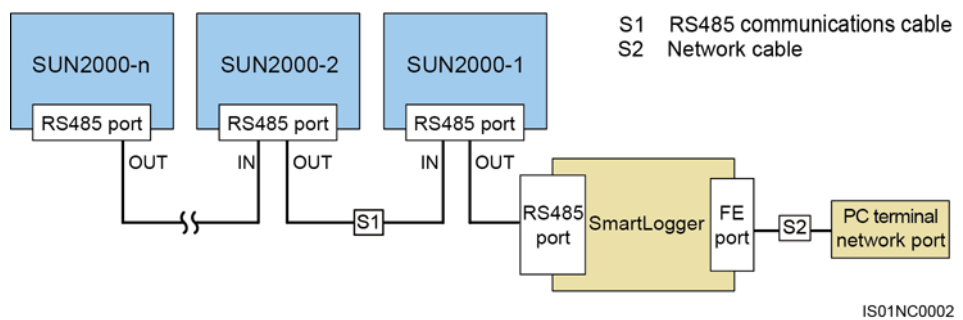 S1 RS485 communications cable
S2 Network cable
SUN2000-n
SUN2000-2
SUN2000-1
RS485 port
RS485 port
RS485 port
OUT
IN
OUT
IN
OUT
S1
RS485
port
SmartLogger
FE
port
S2
PC terminal
network port
IS01NC0002